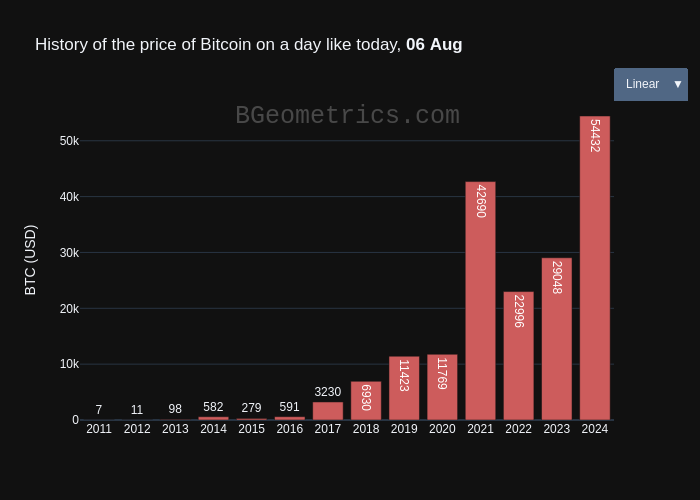 History of the price of Bitcoin on a day like today, 06 Aug
Linear ▼
BGeometrics.com
BTC (USD)
50k
40k
30k
20k
10k
0
7
11
98
582
279
591
3230
6930
11423
11769
42690
22996
29048
54432
2011 2012 2013 2014 2015 2016 2017 2018 2019 2020 2021 2022 2023 2024